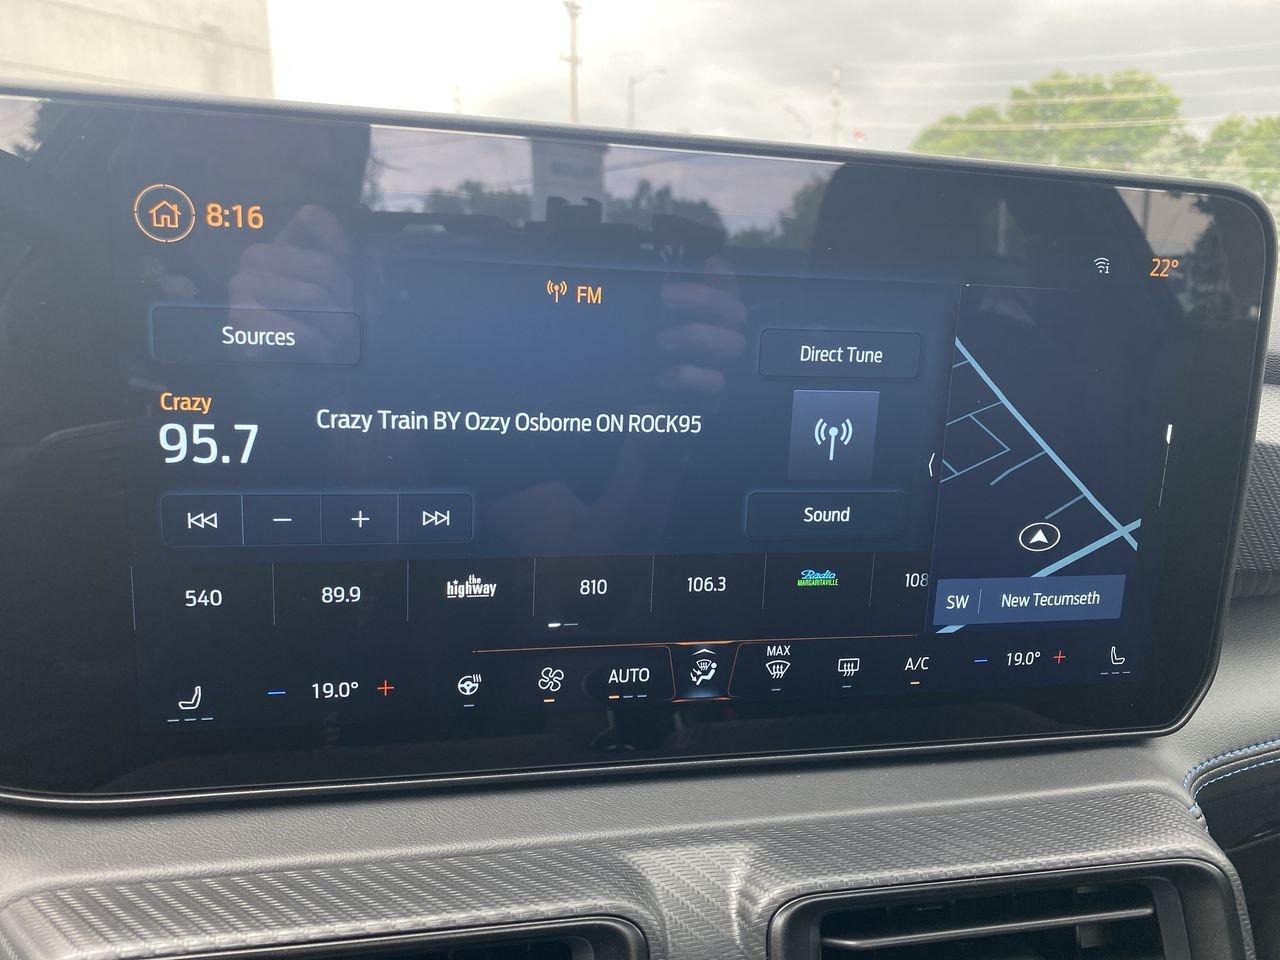 8:16
22°
FM
Sources
Direct Tune
Crazy
95.7
Crazy Train BY Ozzy Osborne ON ROCK95
Sound
540
89.9
the highway
810
106.3
Radio
MARGARITAVILLE
108
SW
New Tecumseth
19.0°
AUTO
MAX
A/C
19.0°